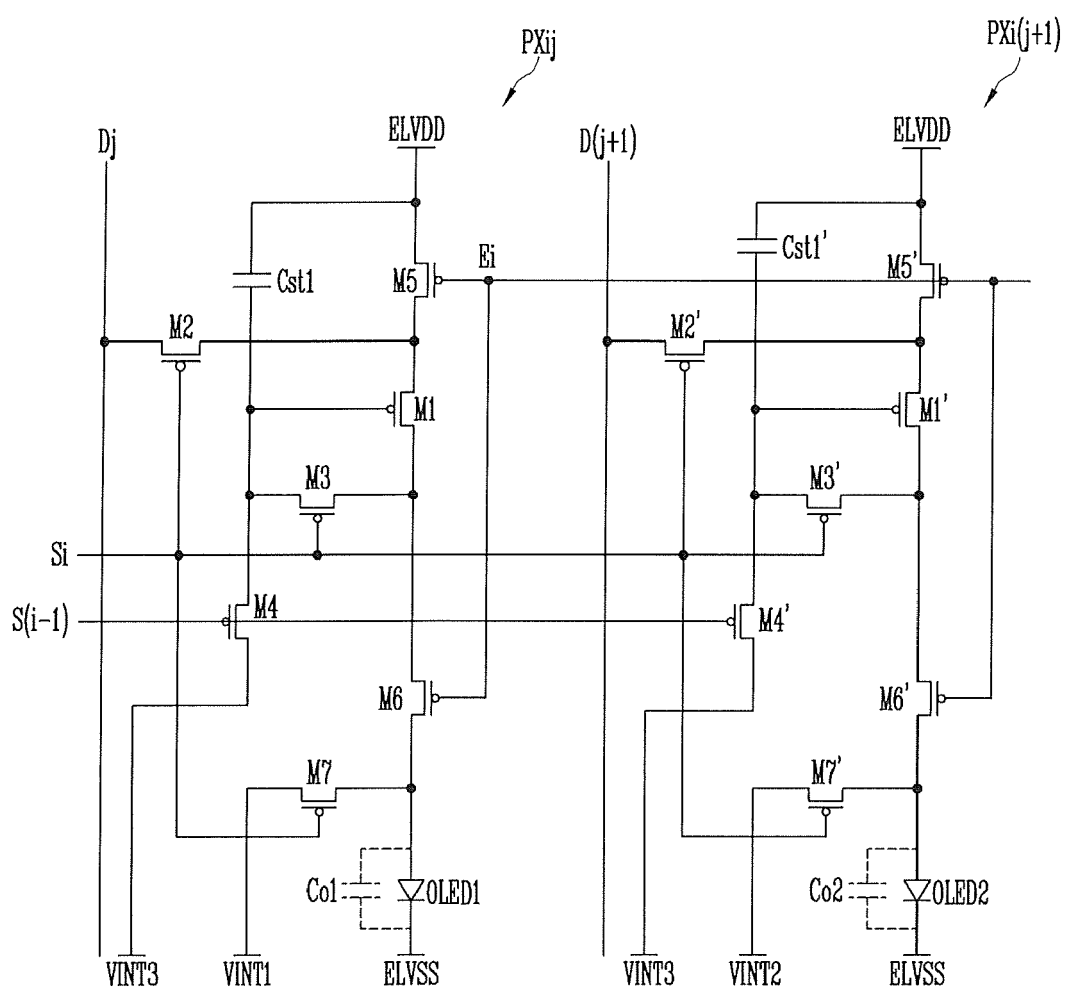 PXij
PXi(j+1)
Dj
ELVDD
D(j+1)
ELVDD
Cst1
M5
Ei
Cst1'
M5'
M2
M2'
M1
M1'
M3
M3'
Si
S(i-1)
M4
M4'
M6
M6'
M7
M7'
Co1
OLED1
Co2
OLED2
VINT3
VINT1
ELVSS
VINT3
VINT2
ELVSS